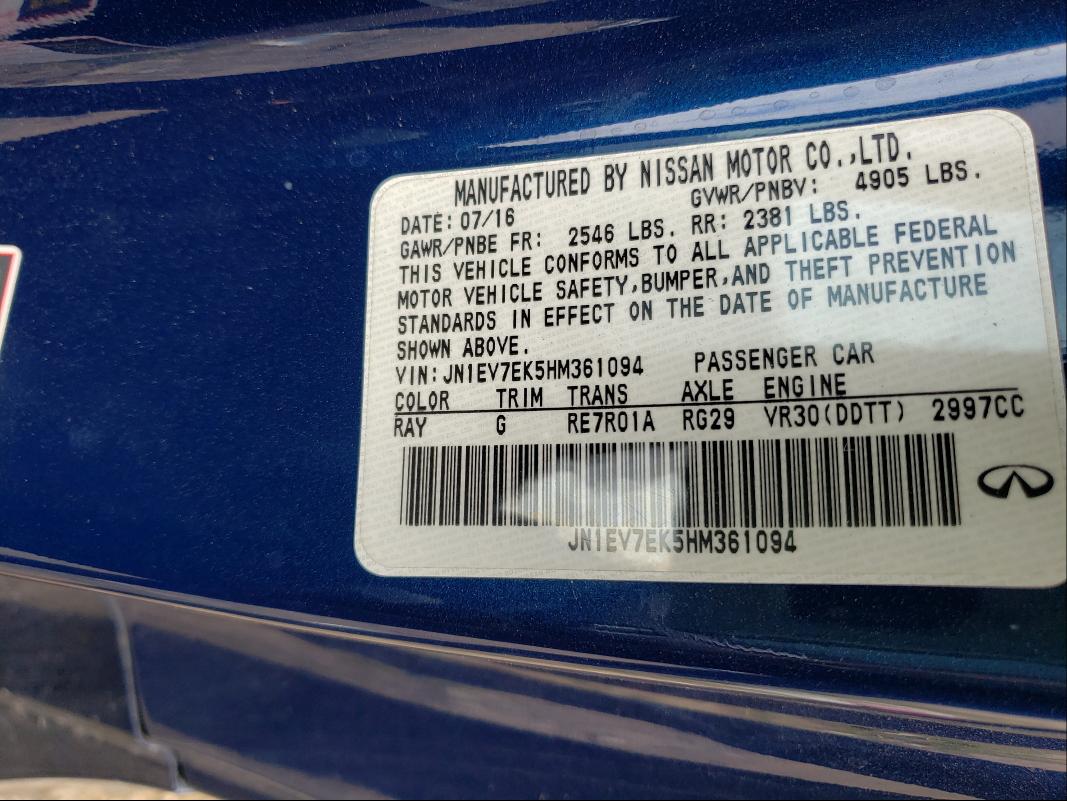 MANUFACTURED BY NISSAN MOTOR CO.,LTD.
DATE: 07/16 GVWR/PNBV: 4905 LBS.
GAWR/PNBE FR: 2546 LBS. RR: 2381 LBS.
THIS VEHICLE CONFORMS TO ALL APPLICABLE FEDERAL
MOTOR VEHICLE SAFETY,BUMPER,AND THEFT PREVENTION
STANDARDS IN EFFECT ON THE DATE OF MANUFACTURE
SHOWN ABOVE.
VIN: JN1EV7EK5HM361094 PASSENGER CAR
COLOR TRIM TRANS AXLE ENGINE
RAY G RE7R01A RG29 VR30(DDTT) 2997CC
JN1EV7EK5HM361094